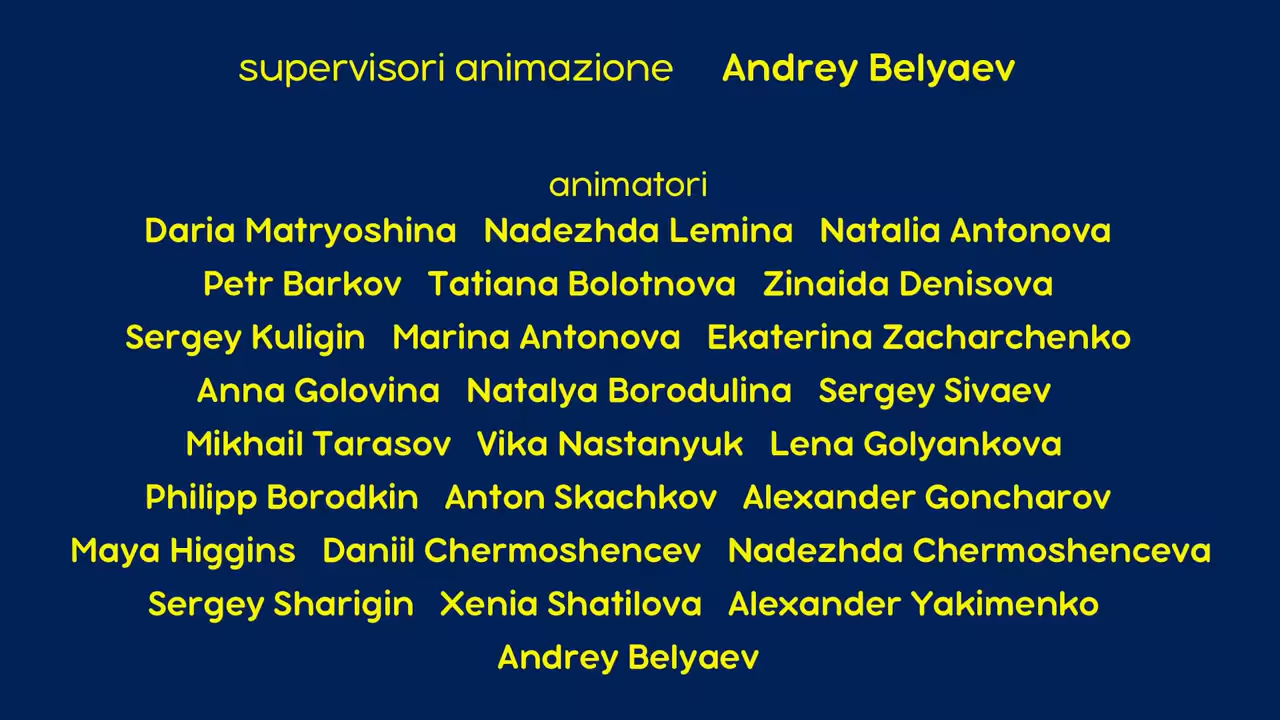 supervisori animazione Andrey Belyaev
animatori
Daria Matryoshina Nadezhda Lemina Natalia Antonova
Petr Barkov Tatiana Bolotnova Zinaida Denisova
Sergey Kuligin Marina Antonova Ekaterina Zacharchenko
Anna Golovina Natalya Borodulina Sergey Sivaev
Mikhail Tarasov Vika Nastanyuk Lena Golyankova
Philipp Borodkin Anton Skachkov Alexander Goncharov
Maya Higgins Daniil Chermoshencev Nadezhda Chermoshenceva
Sergey Sharigin Xenia Shatilova Alexander Yakimenko
Andrey Belyaev